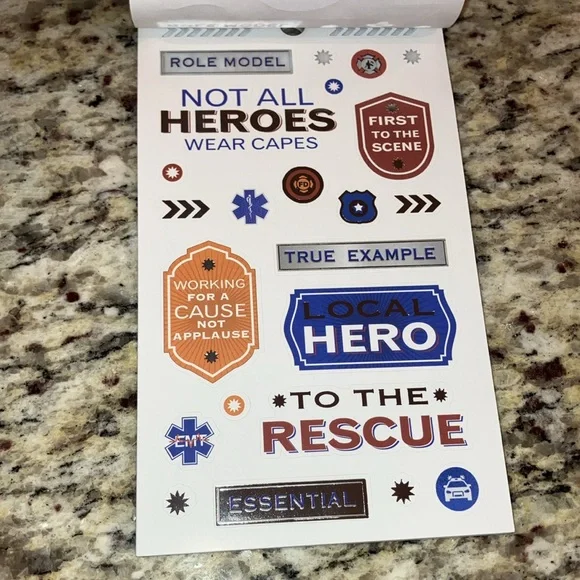 ROLE MODEL
NOT ALL
HEROES
WEAR CAPES
FIRST
TO THE
SCENE
FD
TRUE EXAMPLE
WORKING
FOR A
CAUSE
NOT
APPLAUSE
LOCAL
HERO
TO THE
RESCUE
EMT
ESSENTIAL